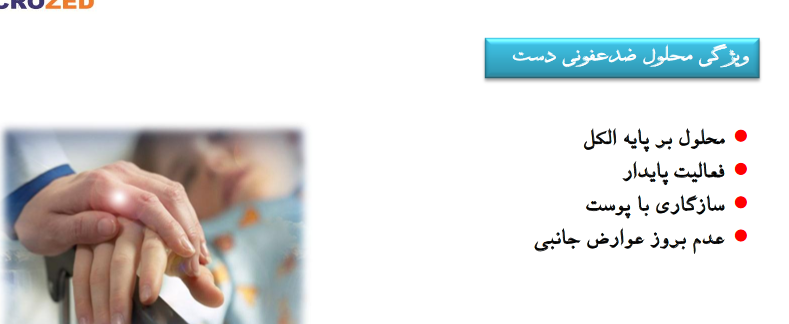 CROZED
ویژگی محلول ضدعفونی دست
محلول بر پایه الکل
فعالیت پایدار
سازگاری با پوست
عدم بروز عوارض جانبی